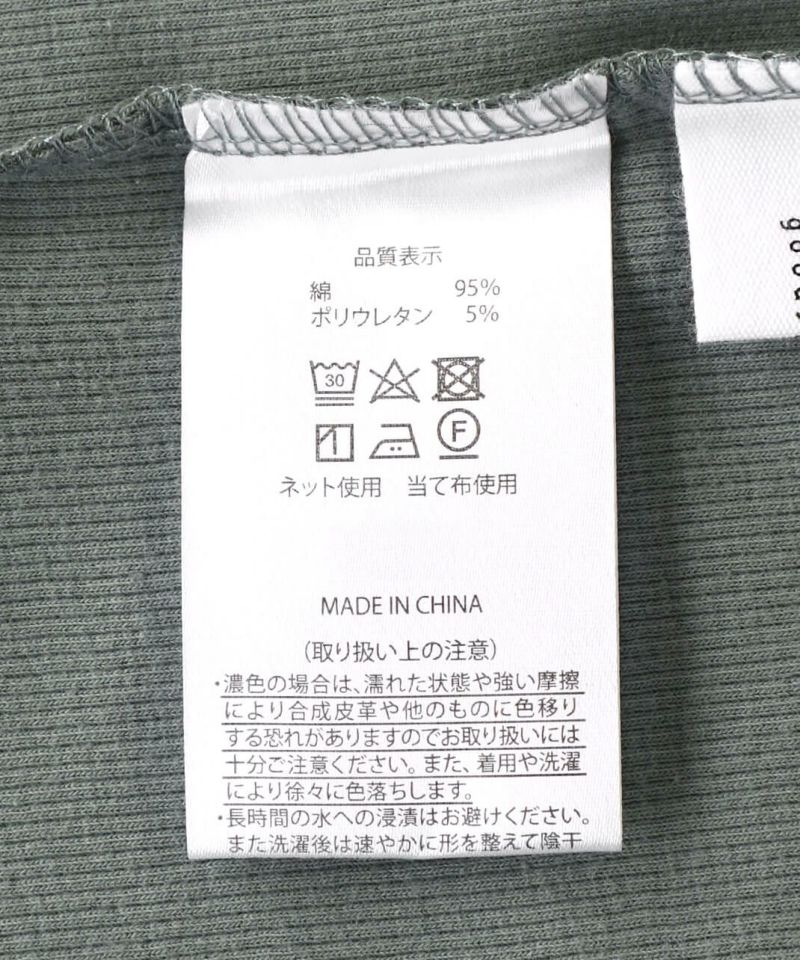 品質表示
綿 95%
ポリウレタン 5%
30
F
ネット使用 当て布使用
MADE IN CHINA
(取り扱い上の注意)
・濃色の場合は、濡れた状態や強い摩擦
により合成皮革や他のものに色移り
する恐れがありますのでお取り扱いには
十分ご注意ください。また、着用や洗濯
により徐々に色落ちします。
・長時間の水への浸漬はお避けください。
また洗濯後は速やかに形を整えて陰干